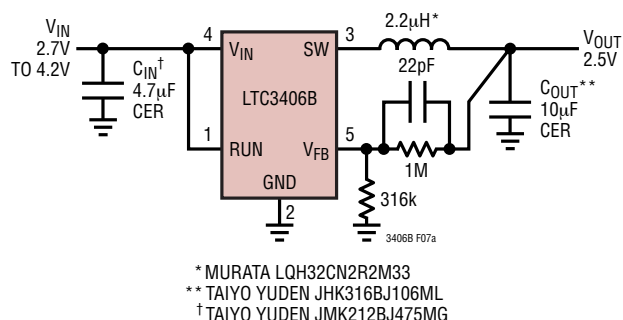 VIN
2.7V
TO 4.2V
CIN†
4.7µF
CER
4
VIN
SW
3
2.2µH*
VOUT
2.5V
22pF
COUT**
10µF
CER
LTC3406B
1
RUN
VFB
5
1M
GND
2
316k
3406B F07a
*MURATA LQH32CN2R2M33
**TAIYO YUDEN JHK316BJ106ML
†TAIYO YUDEN JMK212BJ475MG